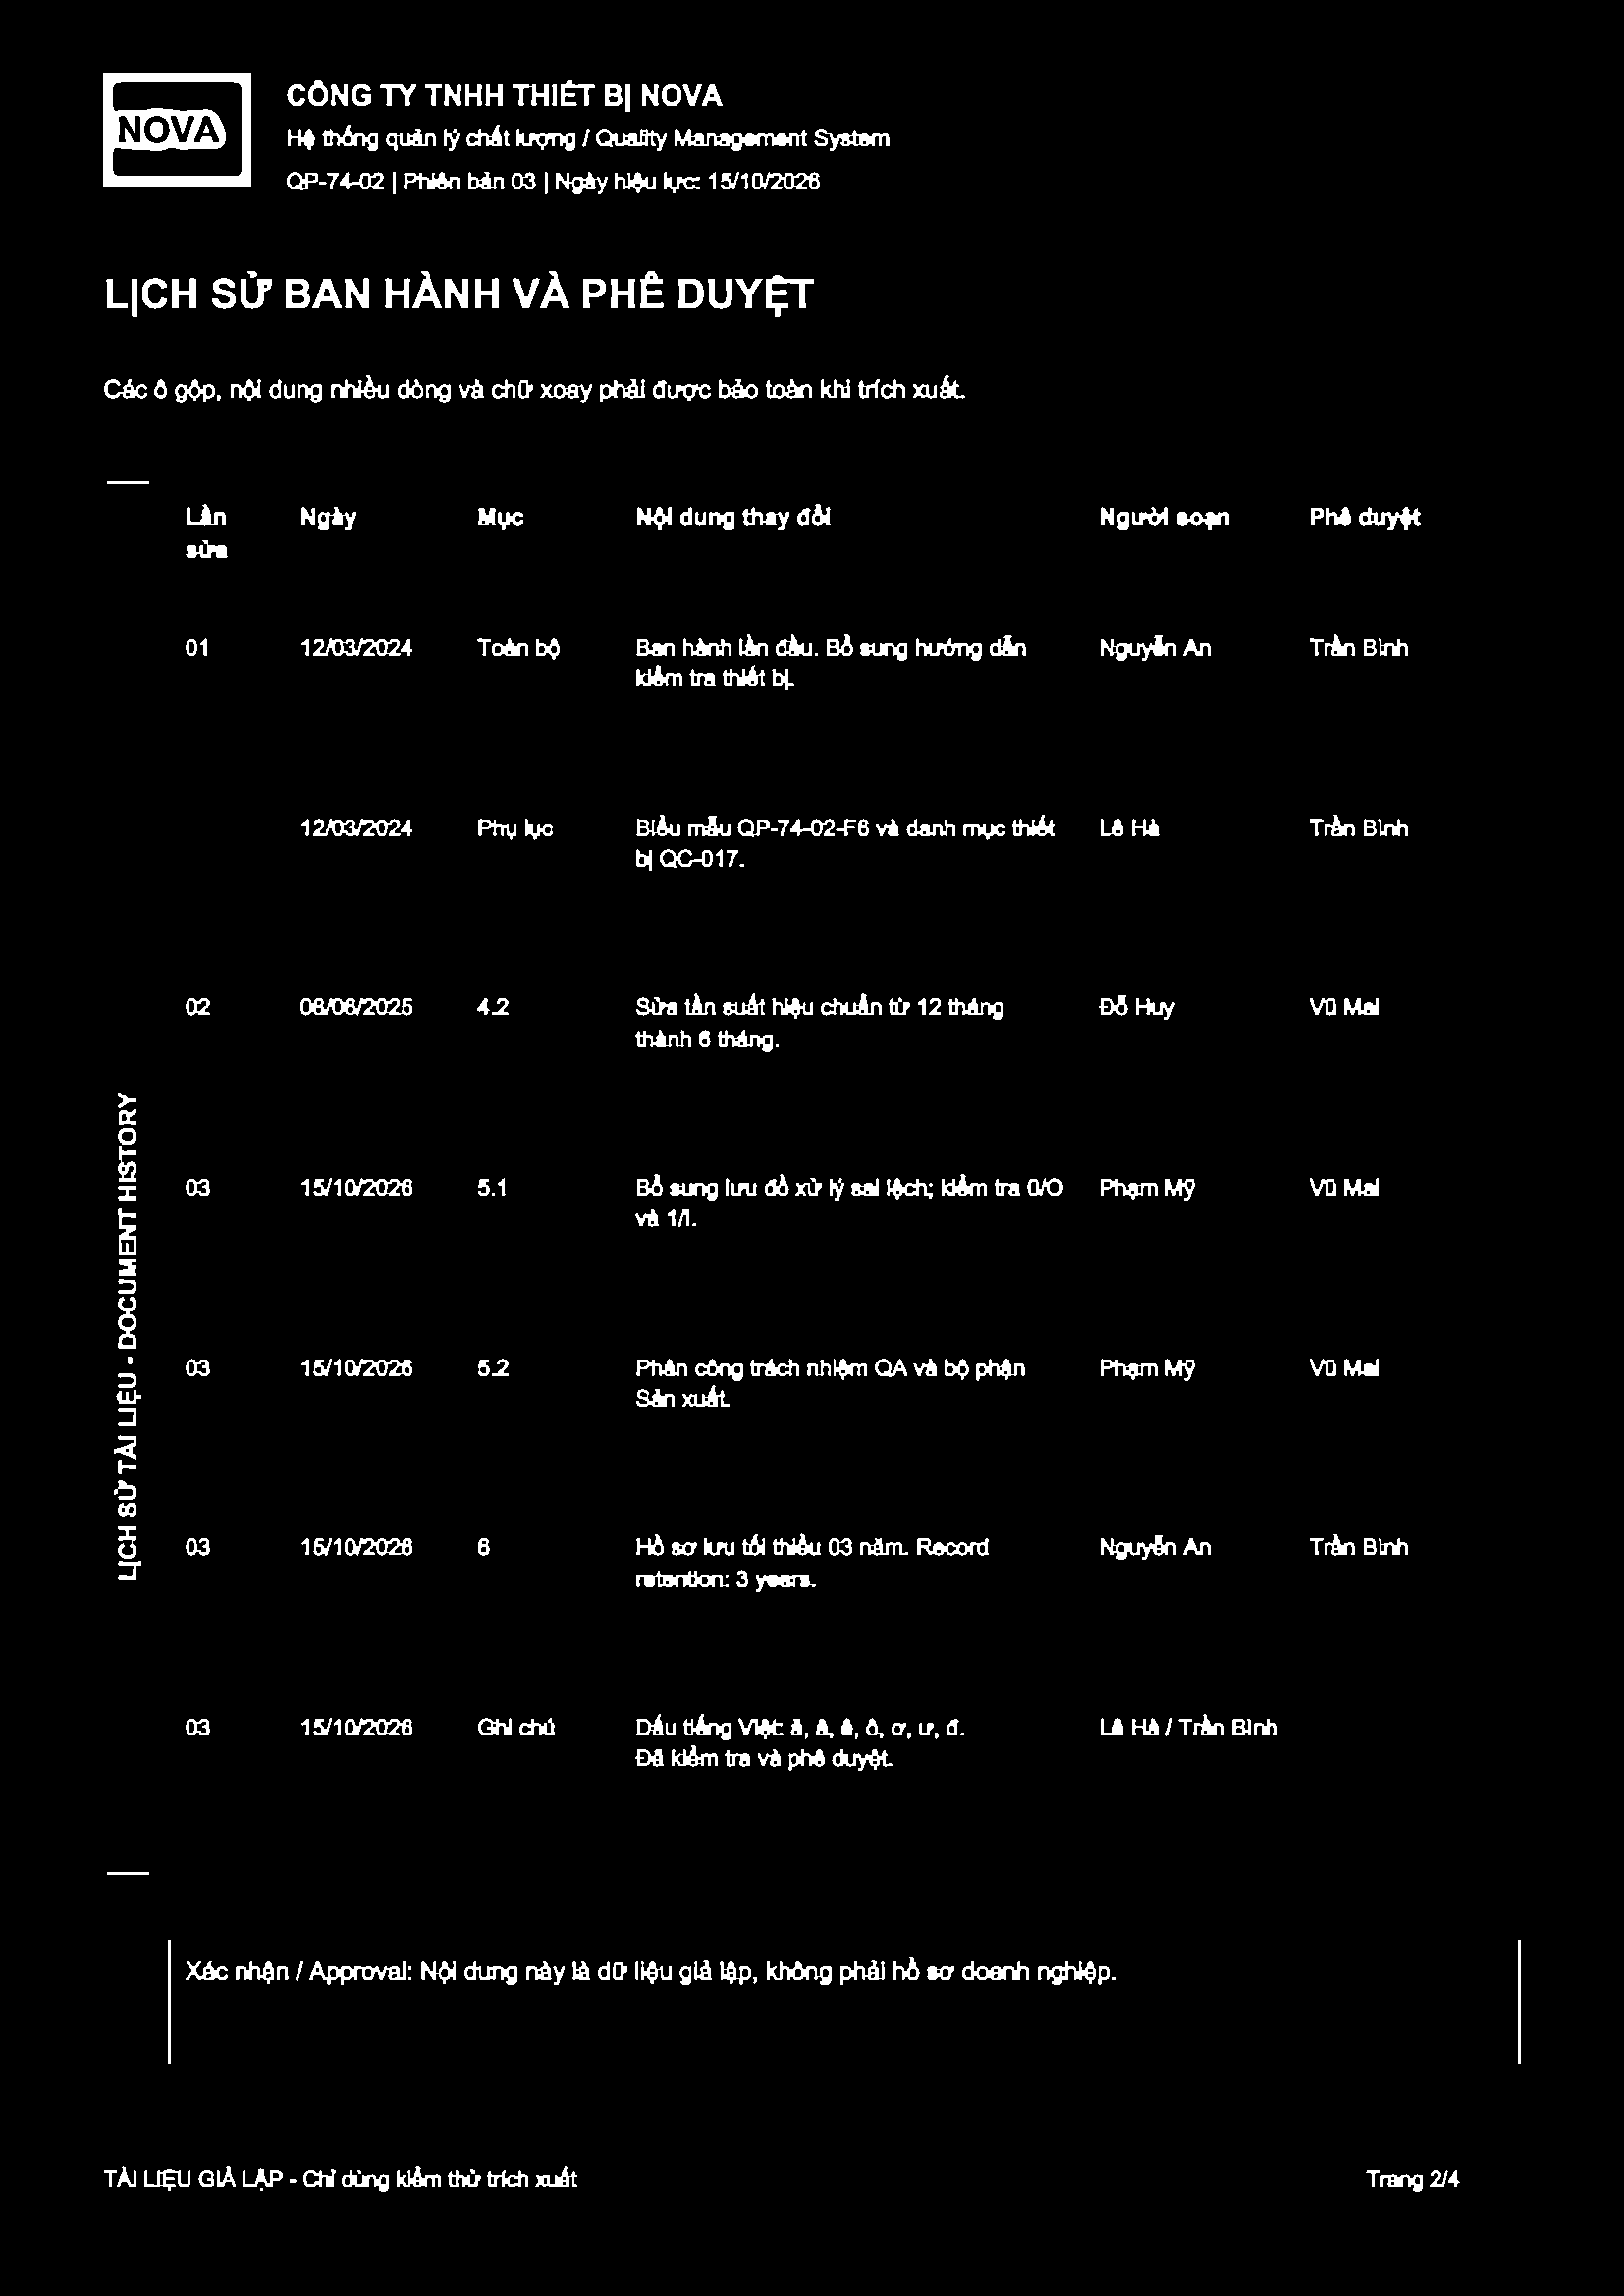 NOVA
CÔNG TY TNHH THIẾT BỊ NOVA
Hệ thống quản lý chất lượng / Quality Management System
QP-74-02 | Phiên bản 03 | Ngày hiệu lực: 15/10/2026
LỊCH SỬ BAN HÀNH VÀ PHÊ DUYỆT
Các ô gộp, nội dung nhiều dòng và chữ xoay phải được bảo toàn khi trích xuất.
LỊCH SỬ TÀI LIỆU - DOCUMENT HISTORY
Lần sửa Ngày Mục Nội dung thay đổi Người soạn Phê duyệt
01 12/03/2024 Toàn bộ Ban hành lần đầu. Bổ sung hướng dẫn Nguyễn An Trần Bình
kiểm tra thiết bị.
12/03/2024 Phụ lục Biểu mẫu QP-74-02-F6 và danh mục thiết Lê Hà Trần Bình
bị QC-017.
02 08/06/2025 4.2 Sửa tần suất hiệu chuẩn từ 12 tháng Đỗ Huy Vũ Mai
thành 6 tháng.
03 15/10/2026 5.1 Bổ sung lưu đồ xử lý sai lệch; kiểm tra 0/O Phạm Mỹ Vũ Mai
và 1/I.
03 15/10/2026 5.2 Phân công trách nhiệm QA và bộ phận Phạm Mỹ Vũ Mai
Sản xuất.
03 15/10/2026 6 Hồ sơ lưu tối thiểu 03 năm. Record Nguyễn An Trần Bình
retention: 3 years.
03 15/10/2026 Ghi chú Dấu tiếng Việt: ă, â, ê, ô, ơ, ư, đ. Lê Hà / Trần Bình
Đã kiểm tra và phê duyệt.
Xác nhận / Approval: Nội dung này là dữ liệu giả lập, không phải hồ sơ doanh nghiệp.
TÀI LIỆU GIẢ LẬP - Chỉ dùng kiểm thử trích xuất Trang 2/4